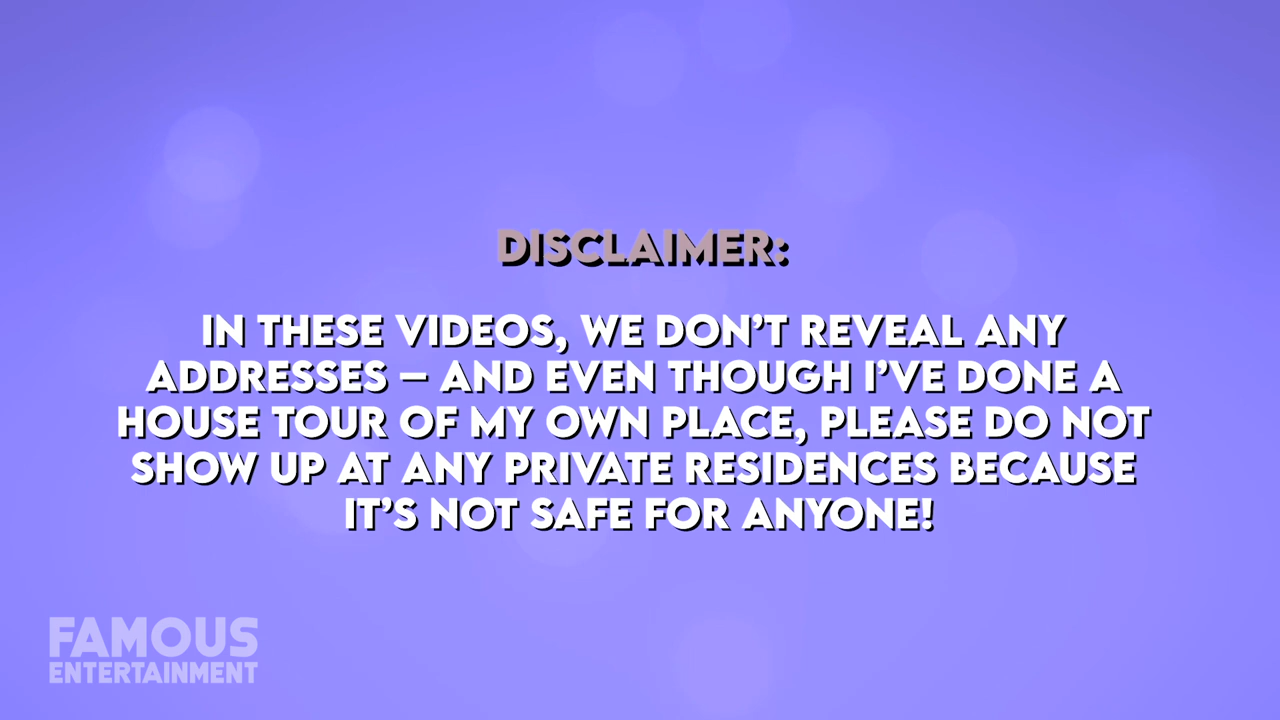 DISCLAIMER:
IN THESE VIDEOS, WE DON'T REVEAL ANY
ADDRESSES – AND EVEN THOUGH I'VE DONE A
HOUSE TOUR OF MY OWN PLACE, PLEASE DO NOT
SHOW UP AT ANY PRIVATE RESIDENCES BECAUSE
IT'S NOT SAFE FOR ANYONE!
FAMOUS
ENTERTAINMENT